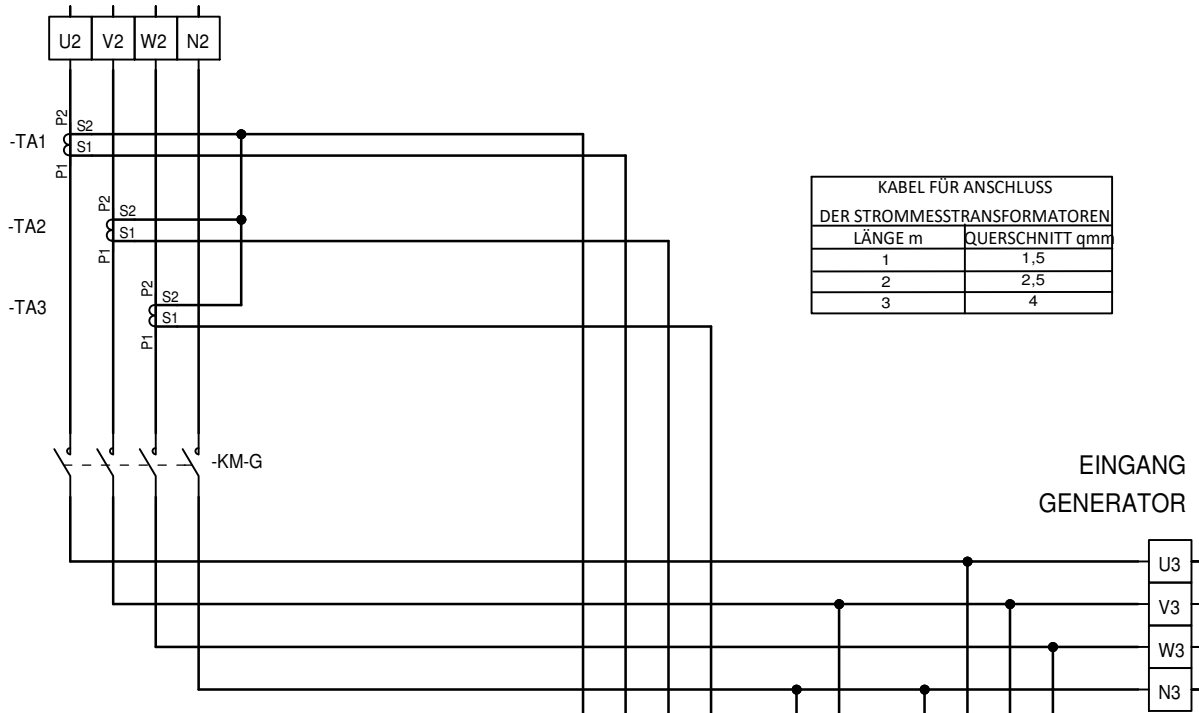 U2 V2 W2 N2
-TA1
P2
S2
S1
P1
-TA2
P2
S2
S1
P1
-TA3
P2
S2
S1
P1
KABEL FÜR ANSCHLUSS
DER STROMMESSTRANSFORMATOREN
LÄNGE m QUERSCHNITT qmm
1 1,5
2 2,5
3 4
-KM-G
EINGANG
GENERATOR
U3
V3
W3
N3